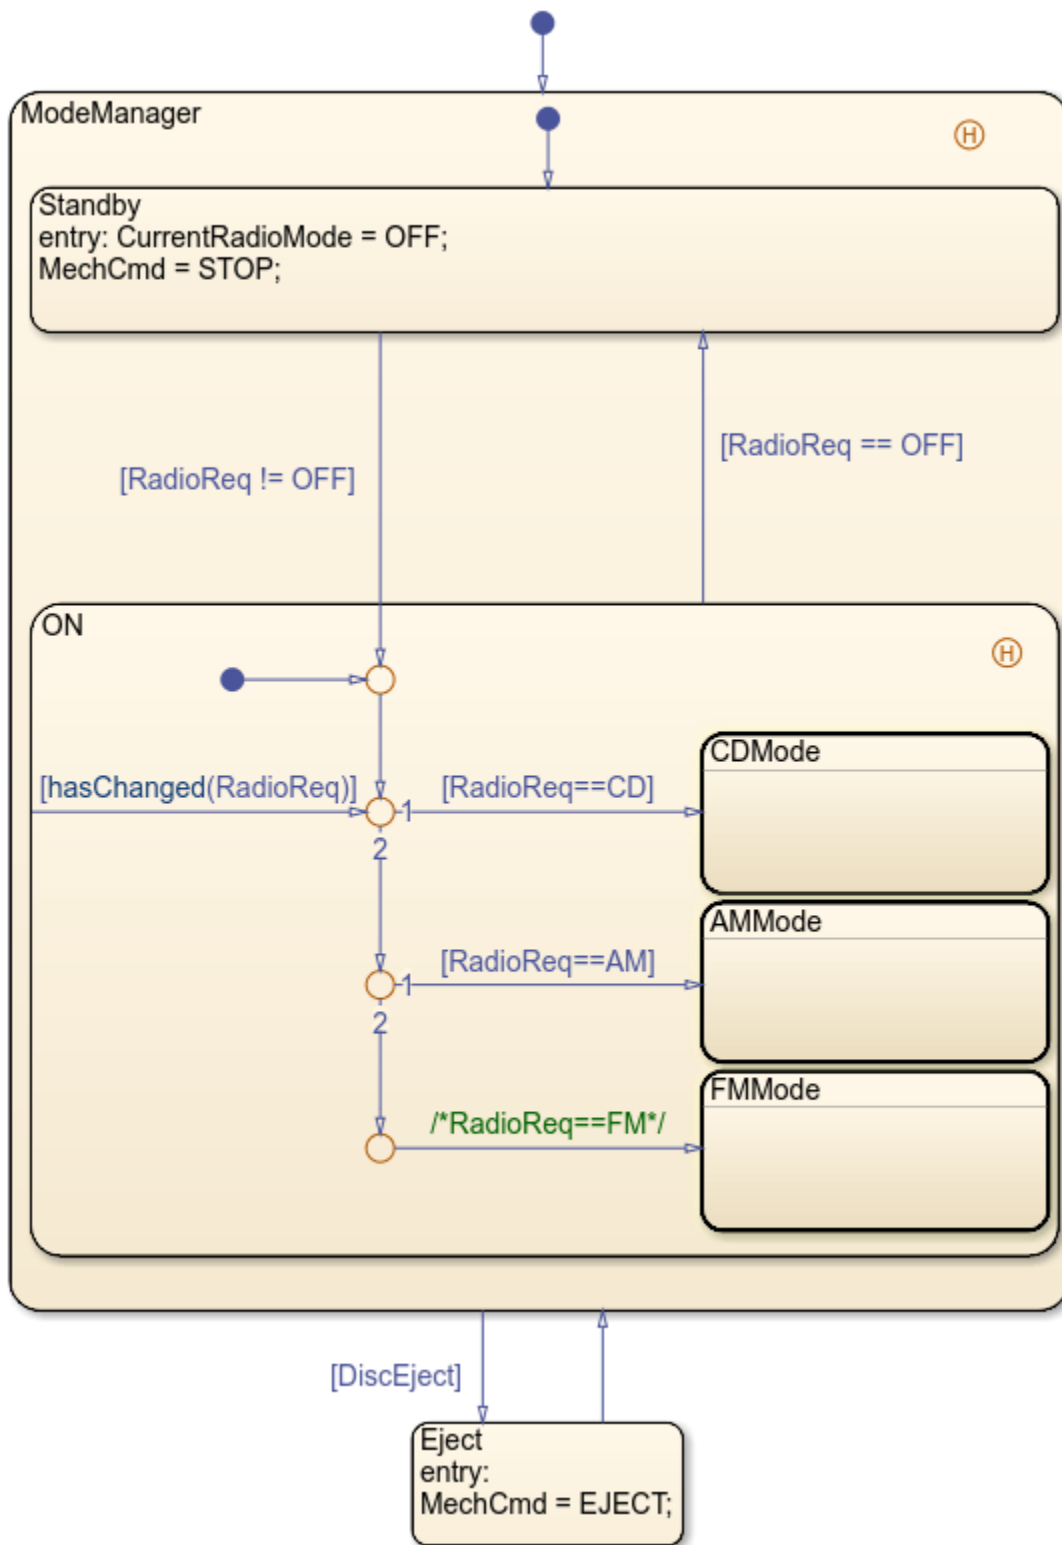 ModeManager
H
Standby
entry: CurrentRadioMode = OFF;
MechCmd = STOP;
[RadioReq == OFF]
[RadioReq != OFF]
ON
H
CDMode
[hasChanged(RadioReq)]
1
[RadioReq==CD]
2
AMMode
1
[RadioReq==AM]
2
FMMode
/*RadioReq==FM*/
[DiscEject]
Eject
entry:
MechCmd = EJECT;